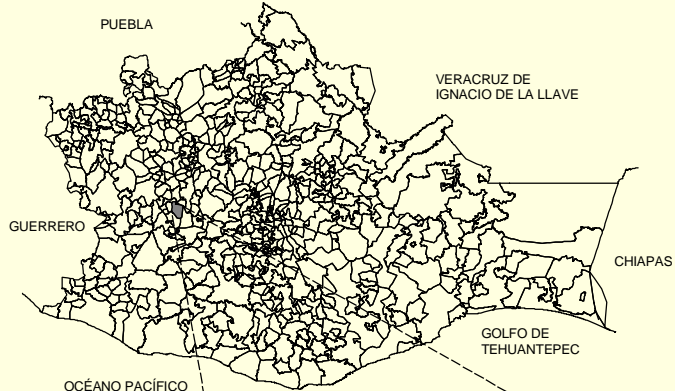 PUEBLA
VERACRUZ DE
IGNACIO DE LA LLAVE
GUERRERO
CHIAPAS
GOLFO DE
TEHUANTEPEC
OCÉANO PACÍFICO